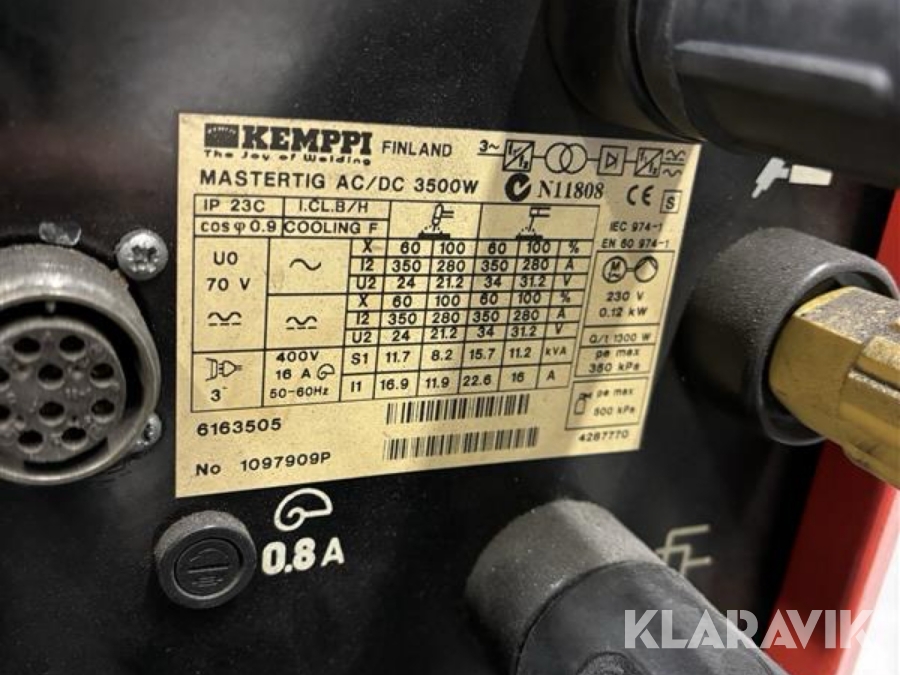 KEMPPI FINLAND 3~
The Joy of Welding
MASTERTIG AC/DC 3500W N11808 CE S
IP 23C I.CL.B/H
cos φ 0.9 COOLING F
IEC 974-1
EN 60 974-1
U0
70 V
X 60 100 60 100 %
I2 350 280 350 280 A
U2 24 21.2 34 31.2 V
X 60 100 60 100 %
I2 350 280 350 280 A
U2 24 21.2 34 31.2 V
M
230 V
0.12 kW
Q/1 1300 W
pe max
350 kPa
3~
400V
16 A
50-60Hz
S1 11.7 8.2 15.7 11.2 kVA
I1 16.9 11.9 22.6 16 A
pe max
500 kPa
6163505
No 1097909P
4287770
0.8 A
KLARAVIK